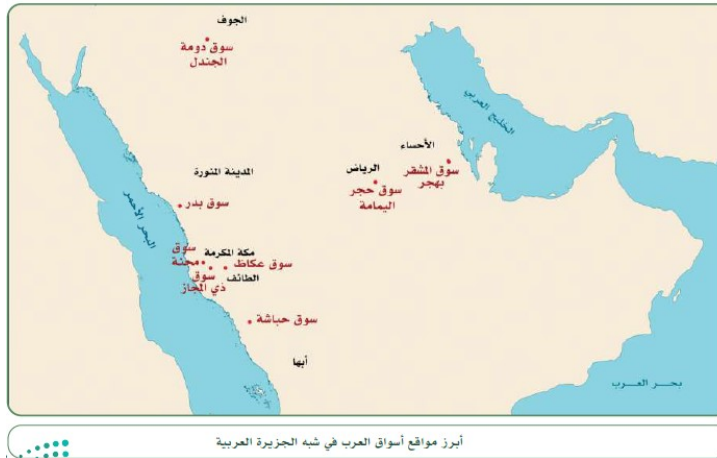 الجوف
سوق دومة
الجندل
الخليج العربي
الأحساء
سوق المشقر
بهجر
الرياض
سوق حجر
اليمامة
المدينة المنورة
سوق بدر
البحر الأحمر
مكة المكرمة
سوق
مجنة
سوق عكاظ
الطائف
سوق
ذي المجاز
سوق حباشة
أبها
بحر العرب
أبرز مواقع أسواق العرب في شبه الجزيرة العربية